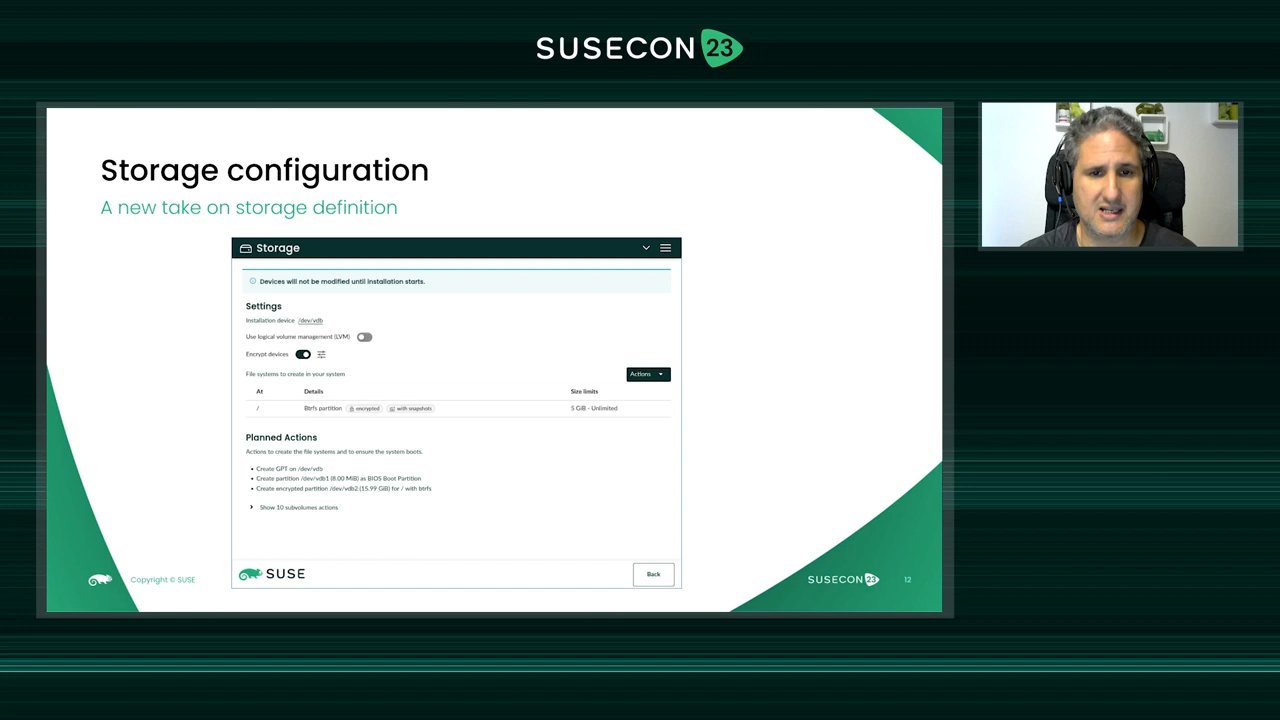 SUSECON 23
Storage configuration
A new take on storage definition
Storage
Devices will not be modified until installation starts.
Settings
Installation device /dev/vdb
Use logical volume management (LVM)
Encrypt devices
File systems to create in your system
Actions
At Details Size limits
/ Btrfs partition encrypted with snapshots 5 GiB - Unlimited
Planned Actions
Actions to create the file systems and to ensure the system boots.
• Create GPT on /dev/vdb
• Create partition /dev/vdb1 (8.00 MiB) as BIOS Boot Partition
• Create encrypted partition /dev/vdb2 (15.99 GiB) for / with btrfs
Show 10 subvolumes actions
SUSE
Back
Copyright © SUSE
SUSECON 23
12